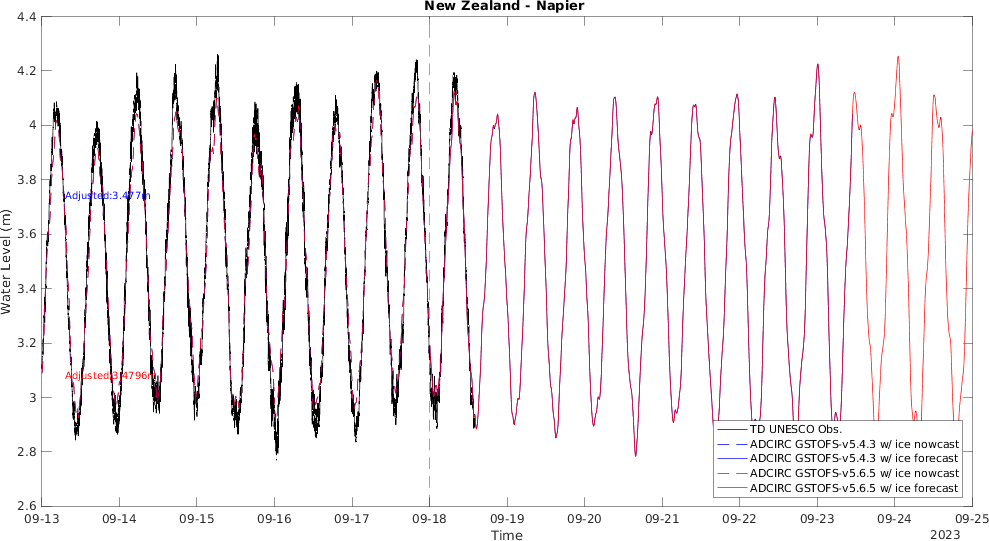 New Zealand - Napier
4.4
4.2
4
3.8
3.6
3.4
3.2
3
2.8
2.6
Water Level (m)
Adjusted:3.477m
Adjusted:3.4796m
TD UNESCO Obs.
ADCIRC GSTOFS-v5.4.3 w/ ice nowcast
ADCIRC GSTOFS-v5.4.3 w/ ice forecast
ADCIRC GSTOFS-v5.6.5 w/ ice nowcast
ADCIRC GSTOFS-v5.6.5 w/ ice forecast
09-13 09-14 09-15 09-16 09-17 09-18 09-19 09-20 09-21 09-22 09-23 09-24 09-25
Time
2023